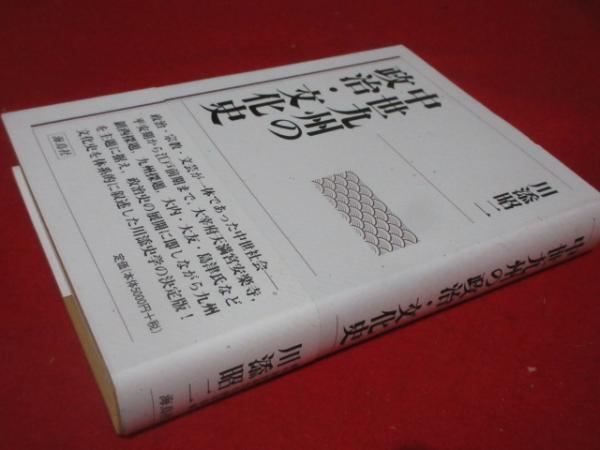 中世九州の
政治・文化史
川添昭二
政治・宗教・文芸が一体であった中世社会——。
平安期から江戸前期まで、大宰府天満宮安楽寺・
鎮西探題、九州探題、大内・大友・島津氏など
を主題に据え、政治史の展開に即しながら九州
文化史を体系的に叙述した川添史学の決定版!
定価(本体5000円+税)
海鳥社
中世九州の政治・文化史
川添昭二
海鳥